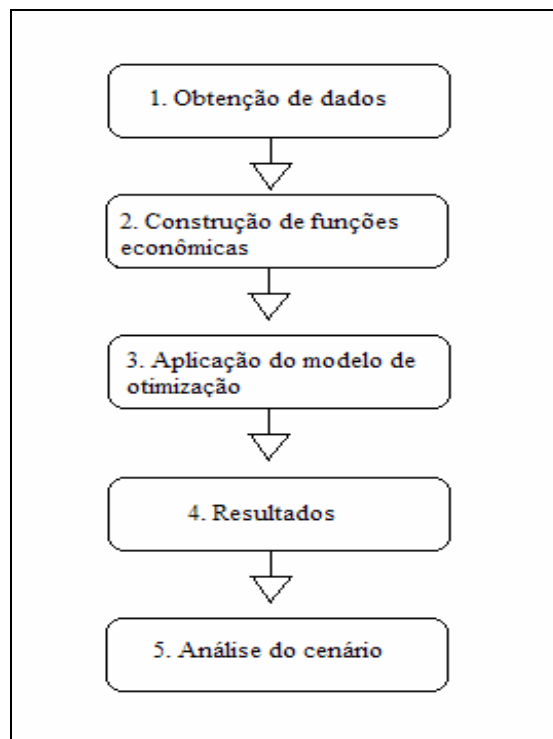 1. Obtenção de dados
2. Construção de funções
econômicas
3. Aplicação do modelo de
otimização
4. Resultados
5. Análise do cenário